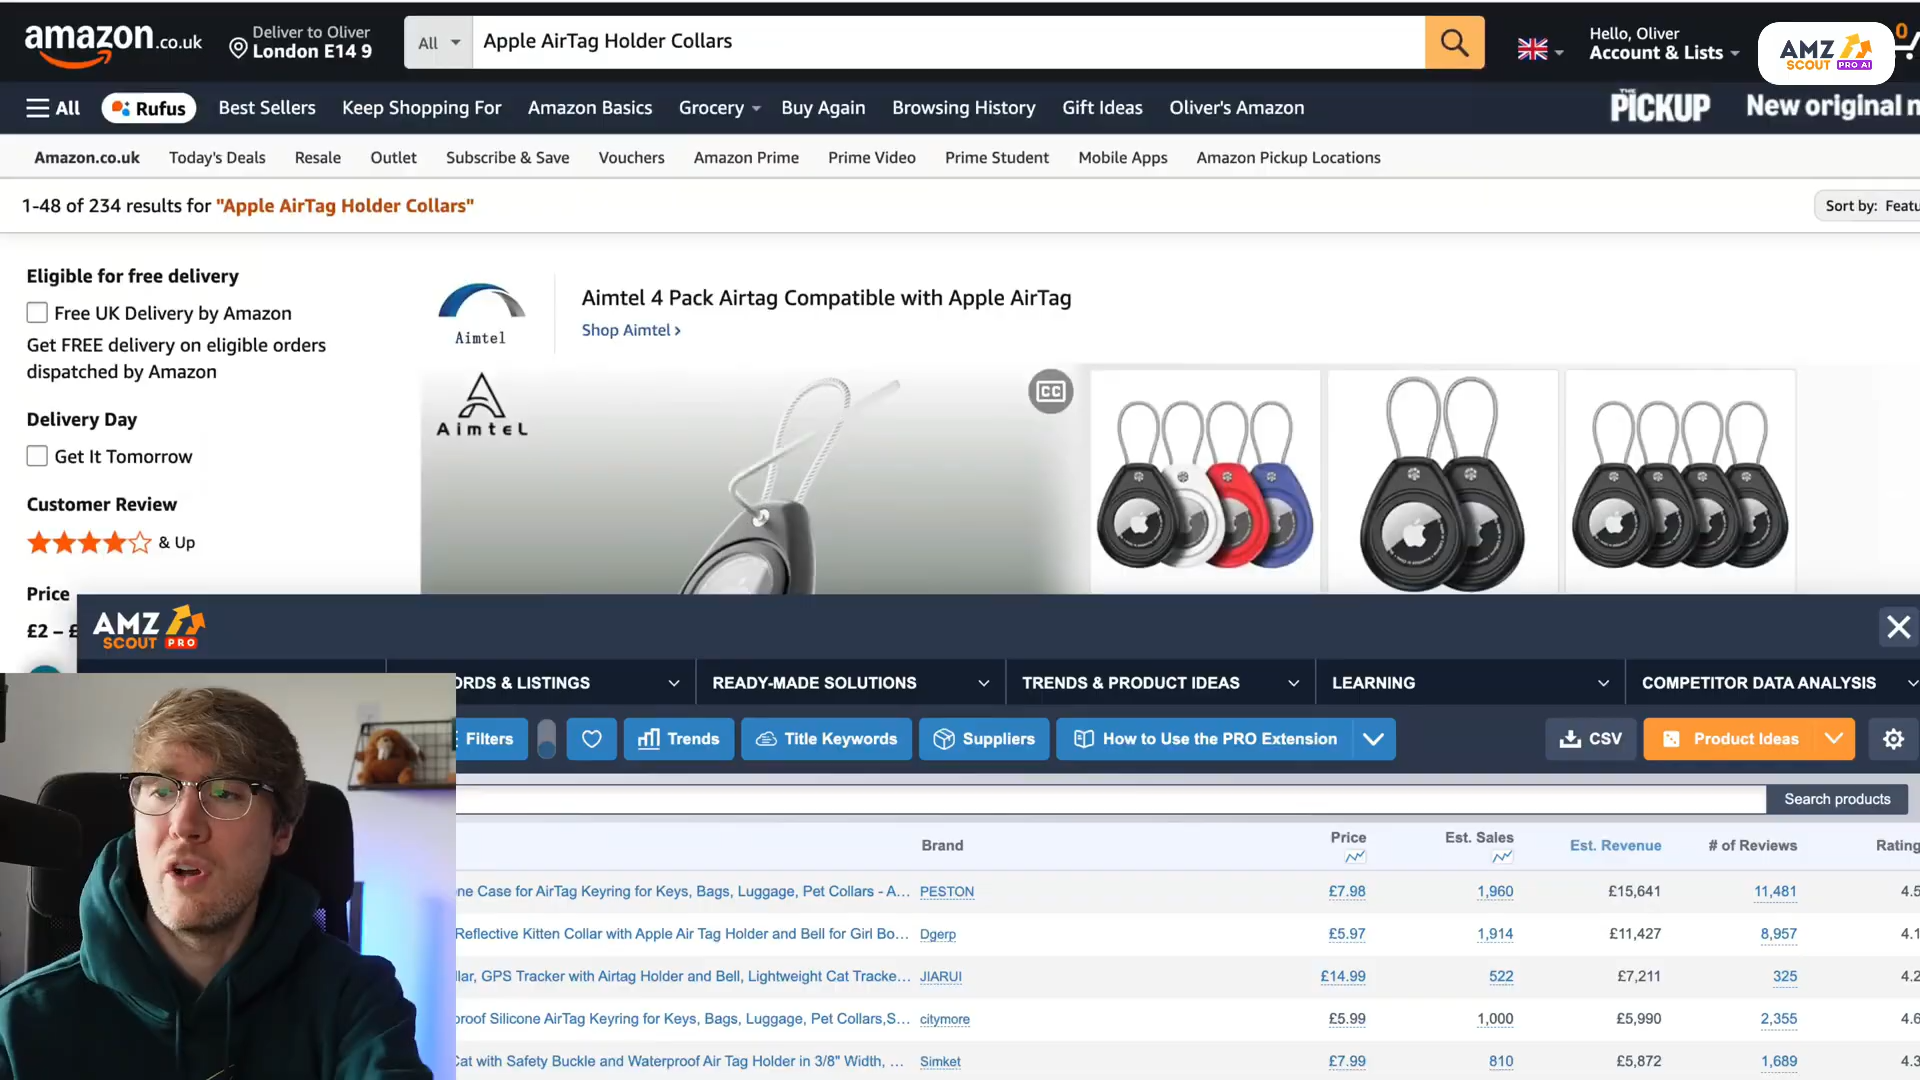 amazon.co.uk
Deliver to Oliver
London E14 9
All
Apple AirTag Holder Collars
Hello, Oliver
Account & Lists
0
AMZ
SCOUT PRO AI
All
Rufus
Best Sellers
Keep Shopping For
Amazon Basics
Grocery
Buy Again
Browsing History
Gift Ideas
Oliver's Amazon
THE PICKUP
New original n
Amazon.co.uk
Today's Deals
Resale
Outlet
Subscribe & Save
Vouchers
Amazon Prime
Prime Video
Prime Student
Mobile Apps
Amazon Pickup Locations
1-48 of 234 results for "Apple AirTag Holder Collars"
Sort by: Featu
Eligible for free delivery
Free UK Delivery by Amazon
Get FREE delivery on eligible orders
dispatched by Amazon
Delivery Day
Get It Tomorrow
Customer Review
& Up
Price
£2 – £
Aimtel
Aimtel 4 Pack Airtag Compatible with Apple AirTag
Shop Aimtel ›
Aimtel
CC
AMZ
SCOUT PRO
ORDS & LISTINGS
READY-MADE SOLUTIONS
TRENDS & PRODUCT IDEAS
LEARNING
COMPETITOR DATA ANALYSIS
Filters
Trends
Title Keywords
Suppliers
How to Use the PRO Extension
CSV
Product Ideas
Search products
Brand
Price
Est. Sales
Est. Revenue
# of Reviews
Rating
ne Case for AirTag Keyring for Keys, Bags, Luggage, Pet Collars - A... PESTON £7.98 1,960 £15,641 11,481 4.5
Reflective Kitten Collar with Apple Air Tag Holder and Bell for Girl Bo... Dgerp £5.97 1,914 £11,427 8,957 4.1
llar, GPS Tracker with Airtag Holder and Bell, Lightweight Cat Tracke... JIARUI £14.99 522 £7,211 325 4.2
proof Silicone AirTag Keyring for Keys, Bags, Luggage, Pet Collars,S... citymore £5.99 1,000 £5,990 2,355 4.6
Cat with Safety Buckle and Waterproof Air Tag Holder in 3/8" Width, ... Simket £7.99 810 £5,872 1,689 4.3